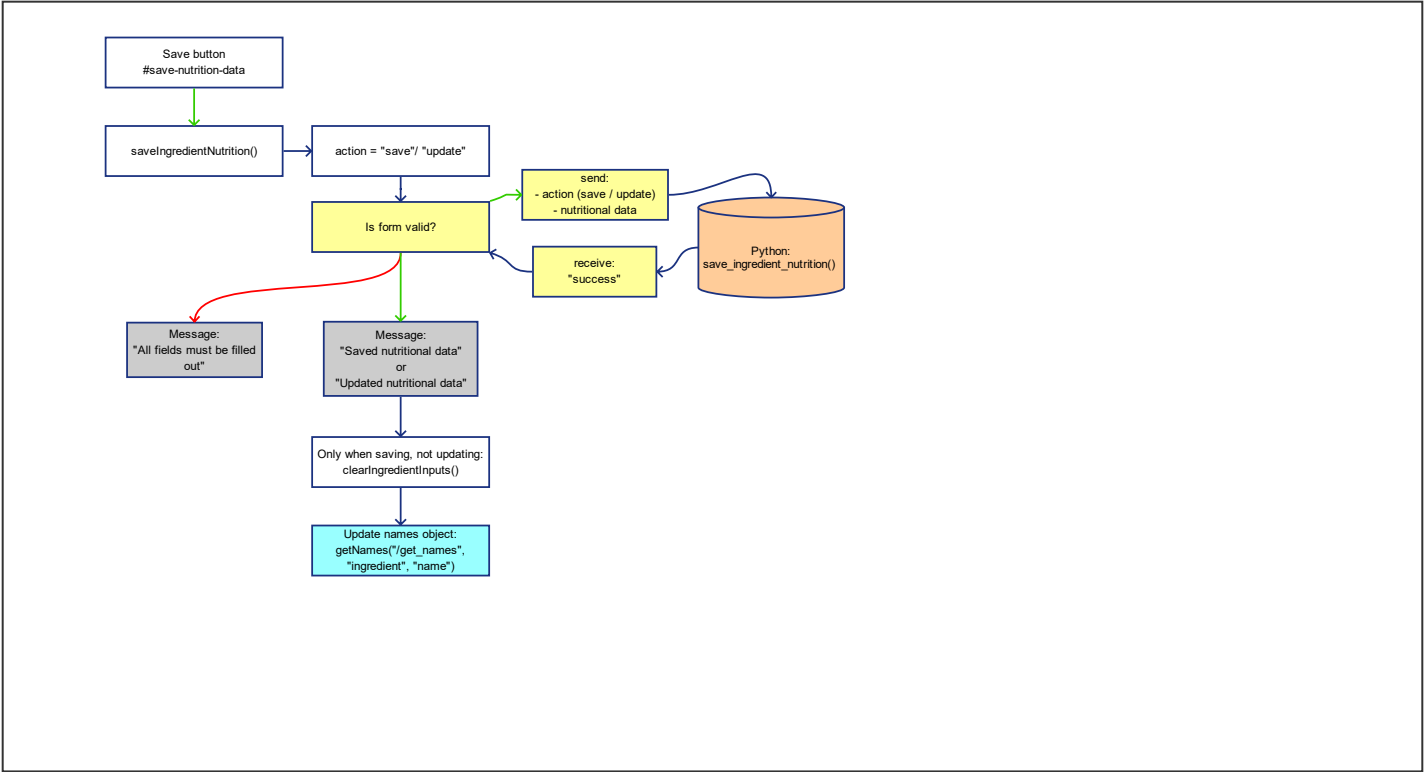 Save button
#save-nutrition-data
saveIngredientNutrition()
action = "save"/ "update"
send:
- action (save / update)
- nutritional data
Is form valid?
Python:
save_ingredient_nutrition()
receive:
"success"
Message:
"All fields must be filled
out"
Message:
"Saved nutritional data"
or
"Updated nutritional data"
Only when saving, not updating:
clearIngredientInputs()
Update names object:
getNames("/get_names",
"ingredient", "name")